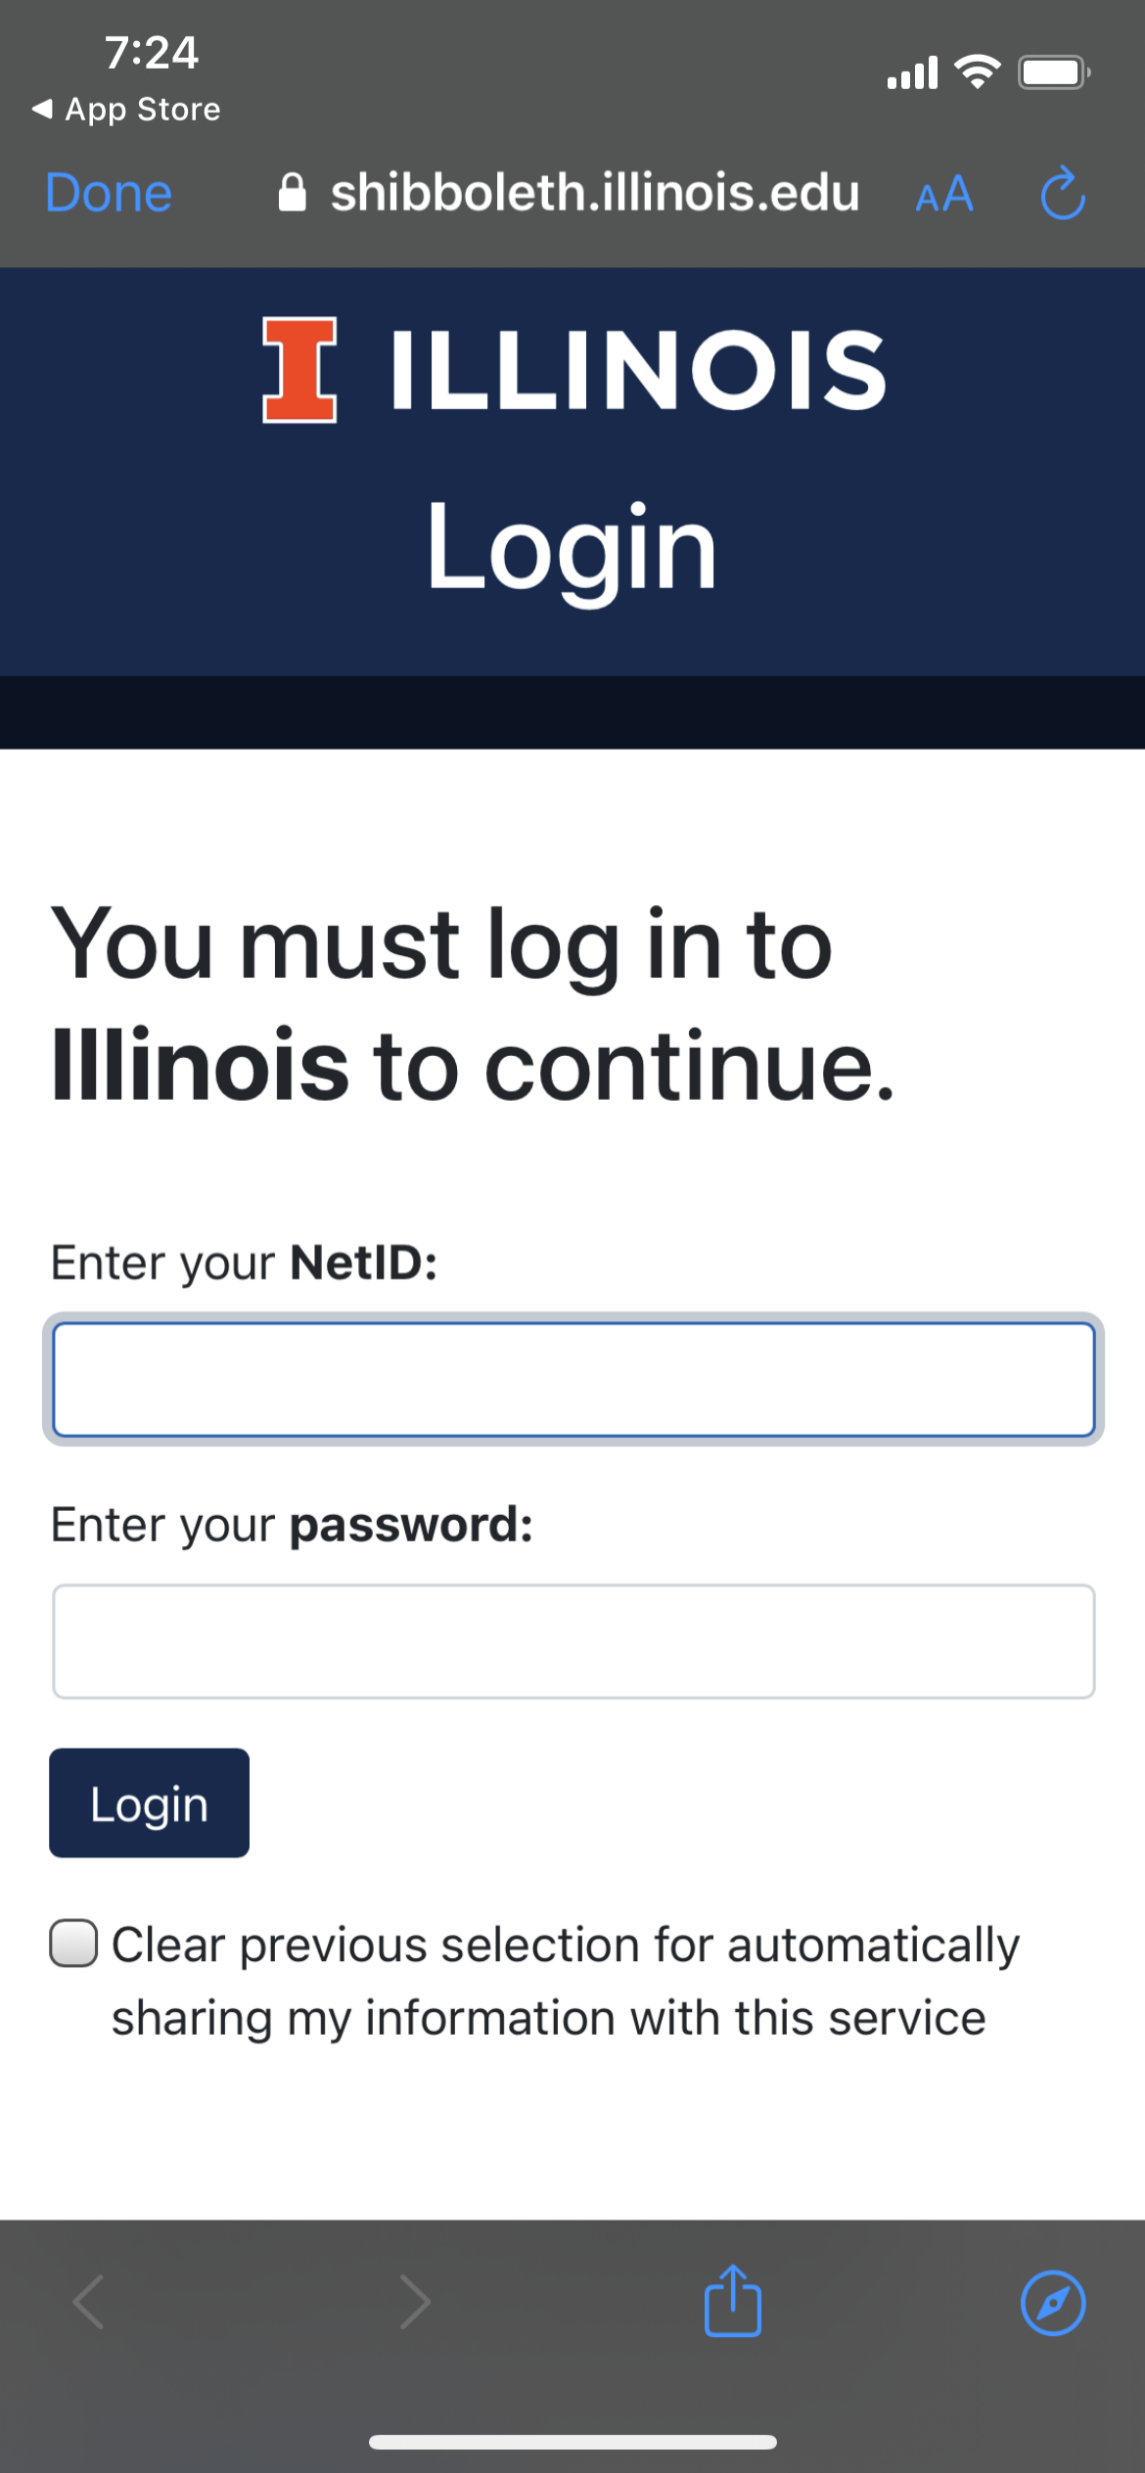 7:24
◀ App Store
Done
shibboleth.illinois.edu
AA
I ILLINOIS
Login
You must log in to
Illinois to continue.
Enter your NetID:
Enter your password:
Login
Clear previous selection for automatically
sharing my information with this service